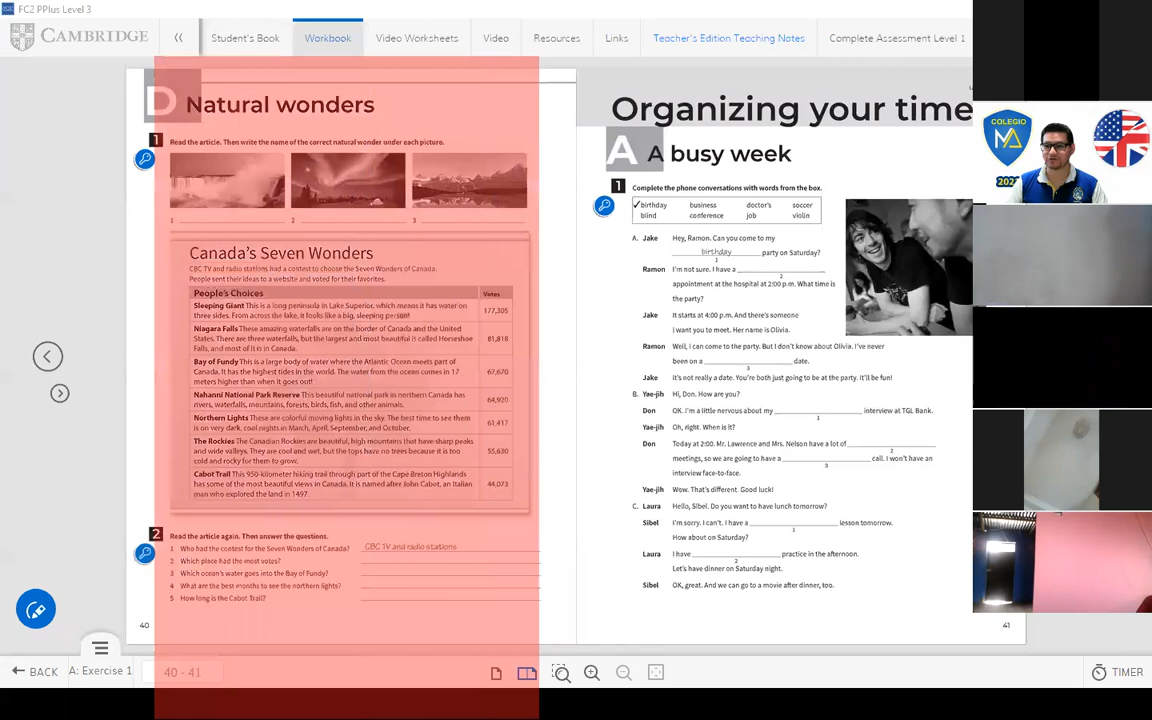 FC2 PPlus Level 3
CAMBRIDGE
Student's Book
Workbook
Video Worksheets
Video
Resources
Links
Teacher's Edition Teaching Notes
Complete Assessment Level 1
D Natural wonders
1 Read the article. Then write the name of the correct natural wonder under each picture.
1
2
3
Canada's Seven Wonders
CBC TV and radio stations had a contest to choose the Seven Wonders of Canada.
People sent their ideas to a website and voted for their favorites.
People's Choices Votes
Sleeping Giant This is a long peninsula in Lake Superior, which means it has water on
three sides. From across the lake, it looks like a big, sleeping person!
177,305
Niagara Falls These amazing waterfalls are on the border of Canada and the United
States. There are three waterfalls, but the largest and most beautiful is called Horseshoe
Falls, and most of it is in Canada.
81,818
Bay of Fundy This is a large body of water where the Atlantic Ocean meets part of
Canada. It has the highest tides in the world. The water from the ocean comes in 17
meters higher than when it goes out!
67,670
Nahanni National Park Reserve This beautiful national park in northern Canada has
rivers, waterfalls, mountains, forests, birds, fish, and other animals.
64,920
Northern Lights These are colorful moving lights in the sky. The best time to see them
is on very dark, cool nights in March, April, September, and October.
61,417
The Rockies The Canadian Rockies are beautiful, high mountains that have sharp peaks
and wide valleys. They are cool and wet, but the tops have no trees because it is too
cold and rocky for them to grow.
55,630
Cabot Trail This 950-kilometer hiking trail through part of the Cape Breton Highlands
has some of the most beautiful views in Canada. It is named after John Cabot, an Italian
man who explored the land in 1497.
44,073
2 Read the article again. Then answer the questions.
1 Who had the contest for the Seven Wonders of Canada? CBC TV and radio stations
2 Which place had the most votes?
3 Which ocean's water goes into the Bay of Fundy?
4 What are the best months to see the northern lights?
5 How long is the Cabot Trail?
40
Organizing your time
A A busy week
1 Complete the phone conversations with words from the box.
✓birthday business doctor's soccer
blind conference job violin
A. Jake Hey, Ramon. Can you come to my
birthday party on Saturday?
1
Ramon I'm not sure. I have a
2
appointment at the hospital at 2:00 p.m. What time is
the party?
Jake It starts at 4:00 p.m. And there's someone
I want you to meet. Her name is Olivia.
Ramon Well, I can come to the party. But I don't know about Olivia. I've never
been on a date.
3
Jake It's not really a date. You're both just going to be at the party. It'll be fun!
B. Yae-jih Hi, Don. How are you?
Don OK. I'm a little nervous about my interview at TGL Bank.
1
Yae-jih Oh, right. When is it?
Don Today at 2:00. Mr. Lawrence and Mrs. Nelson have a lot of
2
meetings, so we are going to have a call. I won't have an
3
interview face-to-face.
Yae-jih Wow. That's different. Good luck!
C. Laura Hello, Sibel. Do you want to have lunch tomorrow?
Sibel I'm sorry. I can't. I have a lesson tomorrow.
1
How about on Saturday?
Laura I have practice in the afternoon.
2
Let's have dinner on Saturday night.
Sibel OK, great. And we can go to a movie after dinner, too.
41
COLEGIO
BACK
A: Exercise 1
40 - 41
TIMER